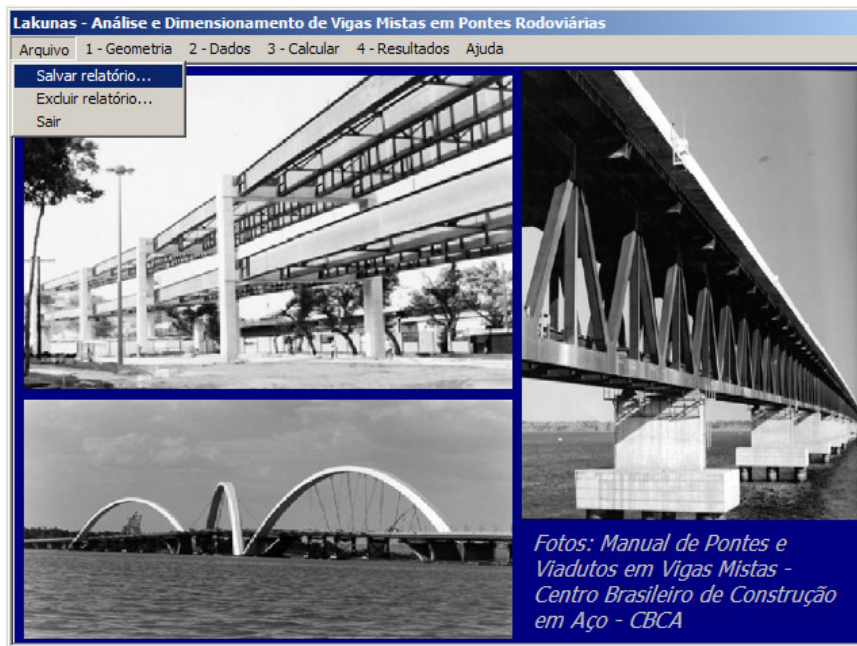 Lakunas - Análise e Dimensionamento de Vigas Mistas em Pontes Rodoviárias
Arquivo 1 - Geometria 2 - Dados 3 - Calcular 4 - Resultados Ajuda
Salvar relatório...
Excluir relatório...
Sair
Fotos: Manual de Pontes e
Viadutos em Vigas Mistas -
Centro Brasileiro de Construção
em Aço - CBCA